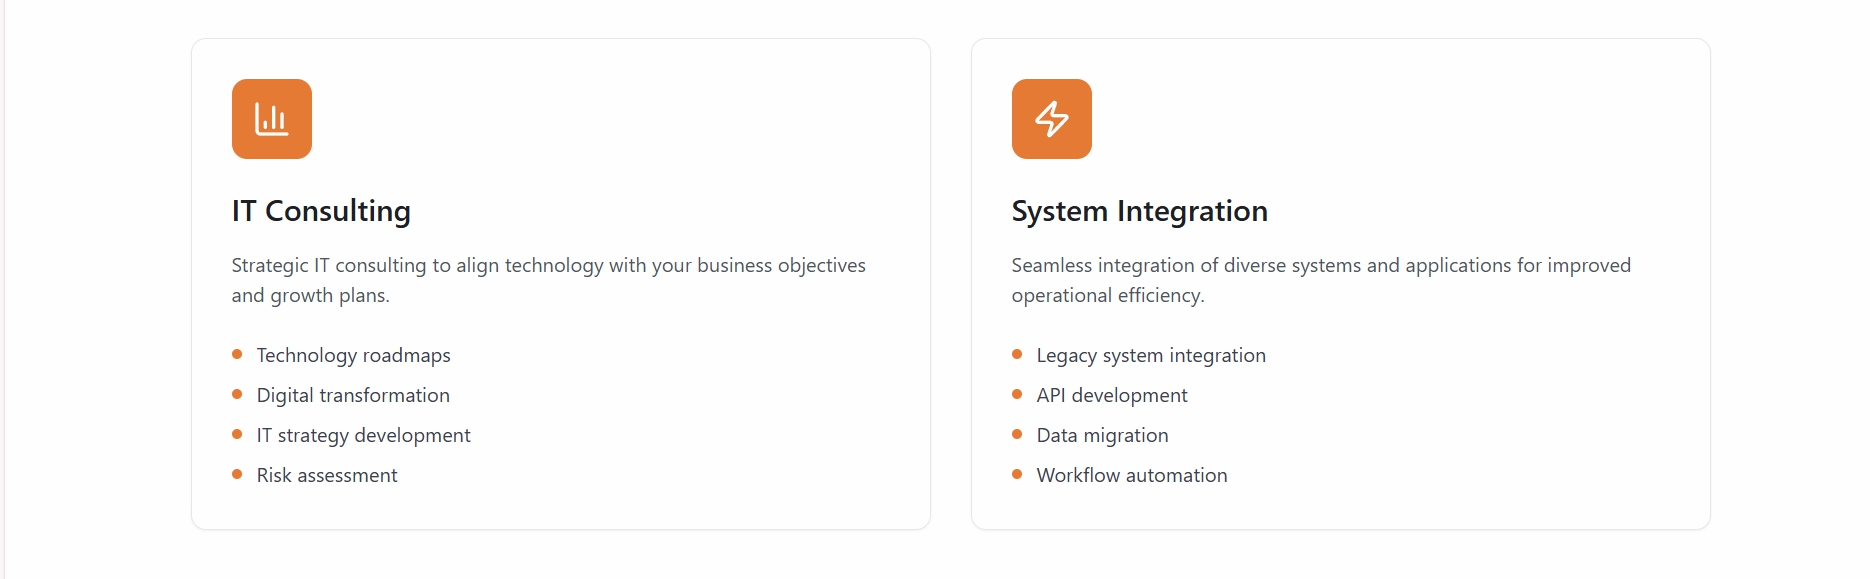 IT Consulting
Strategic IT consulting to align technology with your business objectives
and growth plans.
Technology roadmaps
Digital transformation
IT strategy development
Risk assessment
System Integration
Seamless integration of diverse systems and applications for improved
operational efficiency.
Legacy system integration
API development
Data migration
Workflow automation